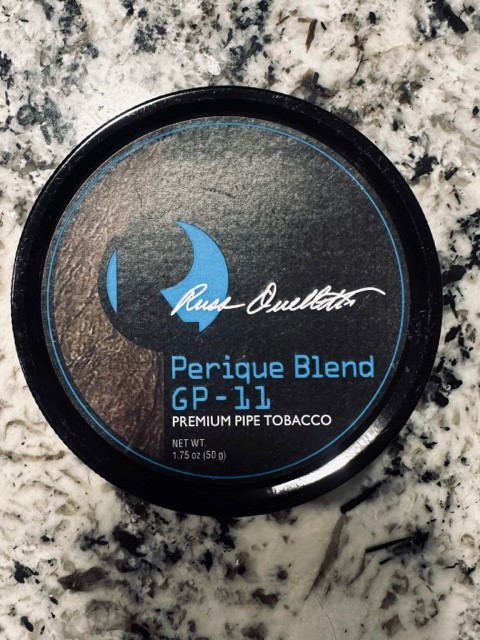 Russ Ouellette
Perique Blend
GP-11
PREMIUM PIPE TOBACCO
NET WT.
1.75 oz (50 g)